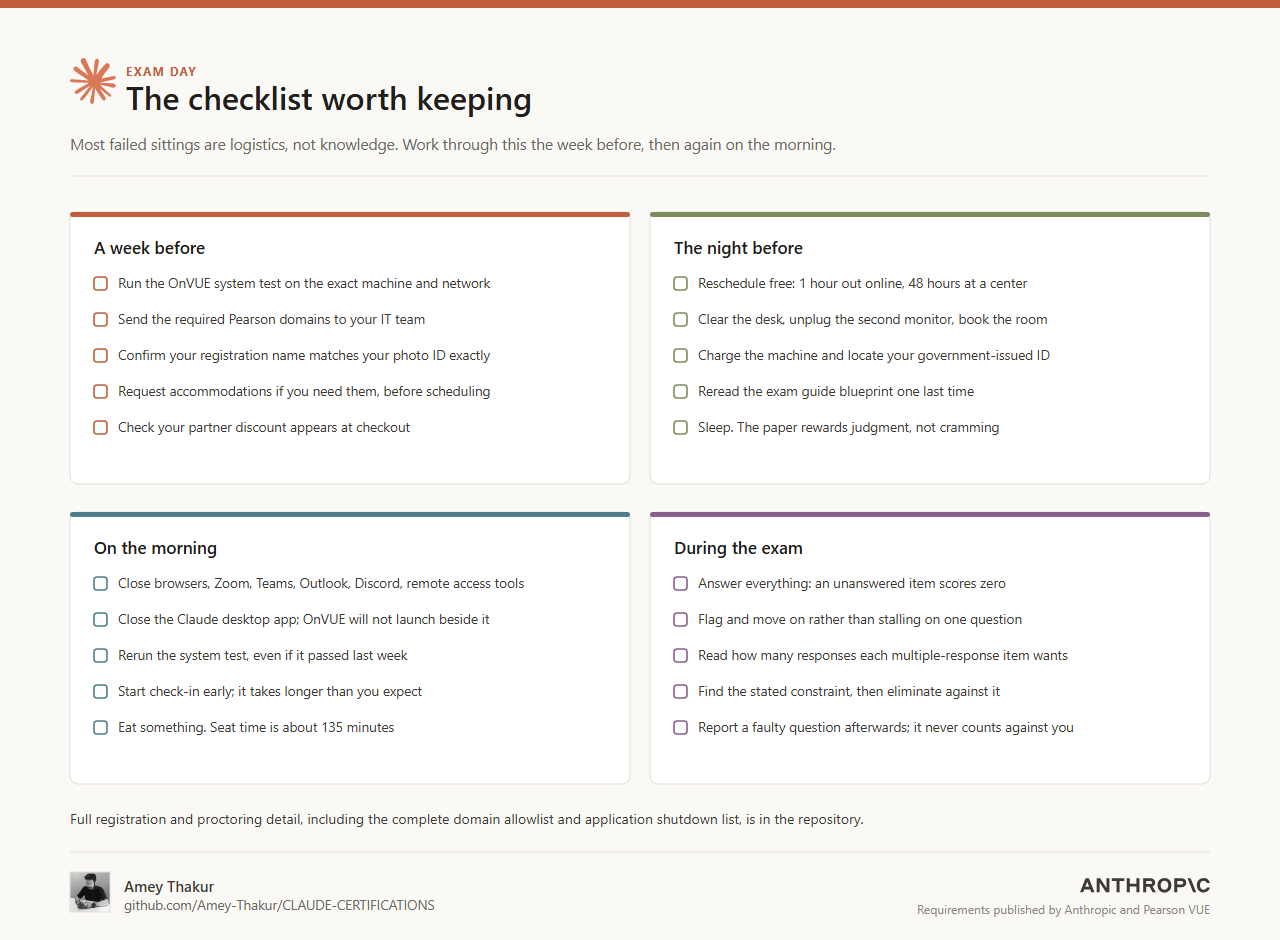 EXAM DAY
The checklist worth keeping
Most failed sittings are logistics, not knowledge. Work through this the week before, then again on the morning.
A week before
Run the OnVUE system test on the exact machine and network
Send the required Pearson domains to your IT team
Confirm your registration name matches your photo ID exactly
Request accommodations if you need them, before scheduling
Check your partner discount appears at checkout
The night before
Reschedule free: 1 hour out online, 48 hours at a center
Clear the desk, unplug the second monitor, book the room
Charge the machine and locate your government-issued ID
Reread the exam guide blueprint one last time
Sleep. The paper rewards judgment, not cramming
On the morning
Close browsers, Zoom, Teams, Outlook, Discord, remote access tools
Close the Claude desktop app; OnVUE will not launch beside it
Rerun the system test, even if it passed last week
Start check-in early; it takes longer than you expect
Eat something. Seat time is about 135 minutes
During the exam
Answer everything: an unanswered item scores zero
Flag and move on rather than stalling on one question
Read how many responses each multiple-response item wants
Find the stated constraint, then eliminate against it
Report a faulty question afterwards; it never counts against you
Full registration and proctoring detail, including the complete domain allowlist and application shutdown list, is in the repository.
Amey Thakur
github.com/Amey-Thakur/CLAUDE-CERTIFICATIONS
ANTHROP\C
Requirements published by Anthropic and Pearson VUE